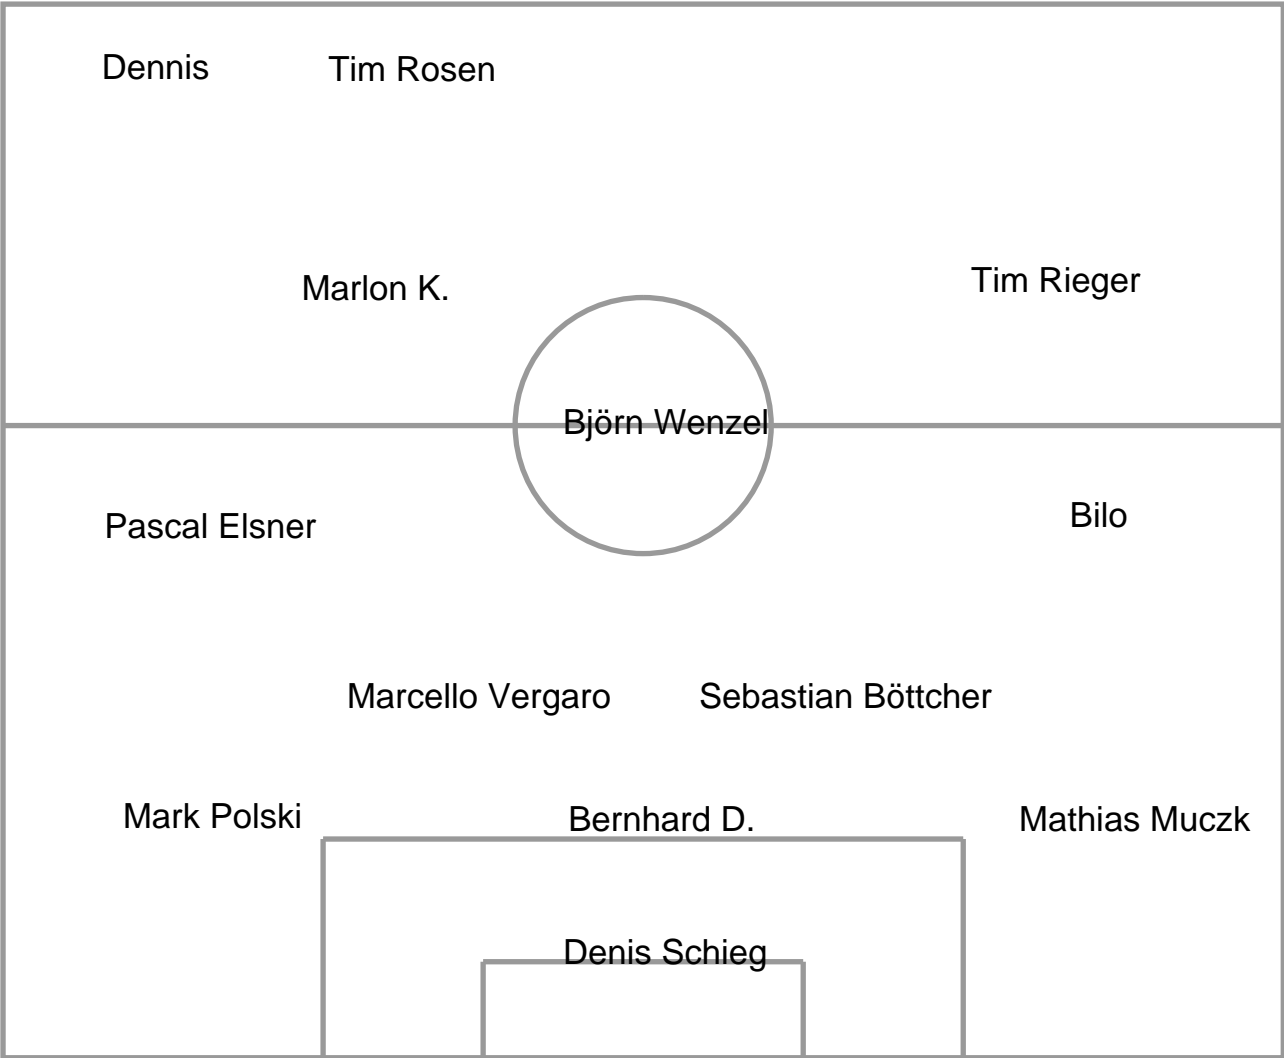 Dennis
Tim Rosen
Marlon K.
Tim Rieger
Björn Wenzel
Pascal Elsner
Bilo
Marcello Vergaro
Sebastian Böttcher
Mark Polski
Bernhard D.
Mathias Muczk
Denis Schieg